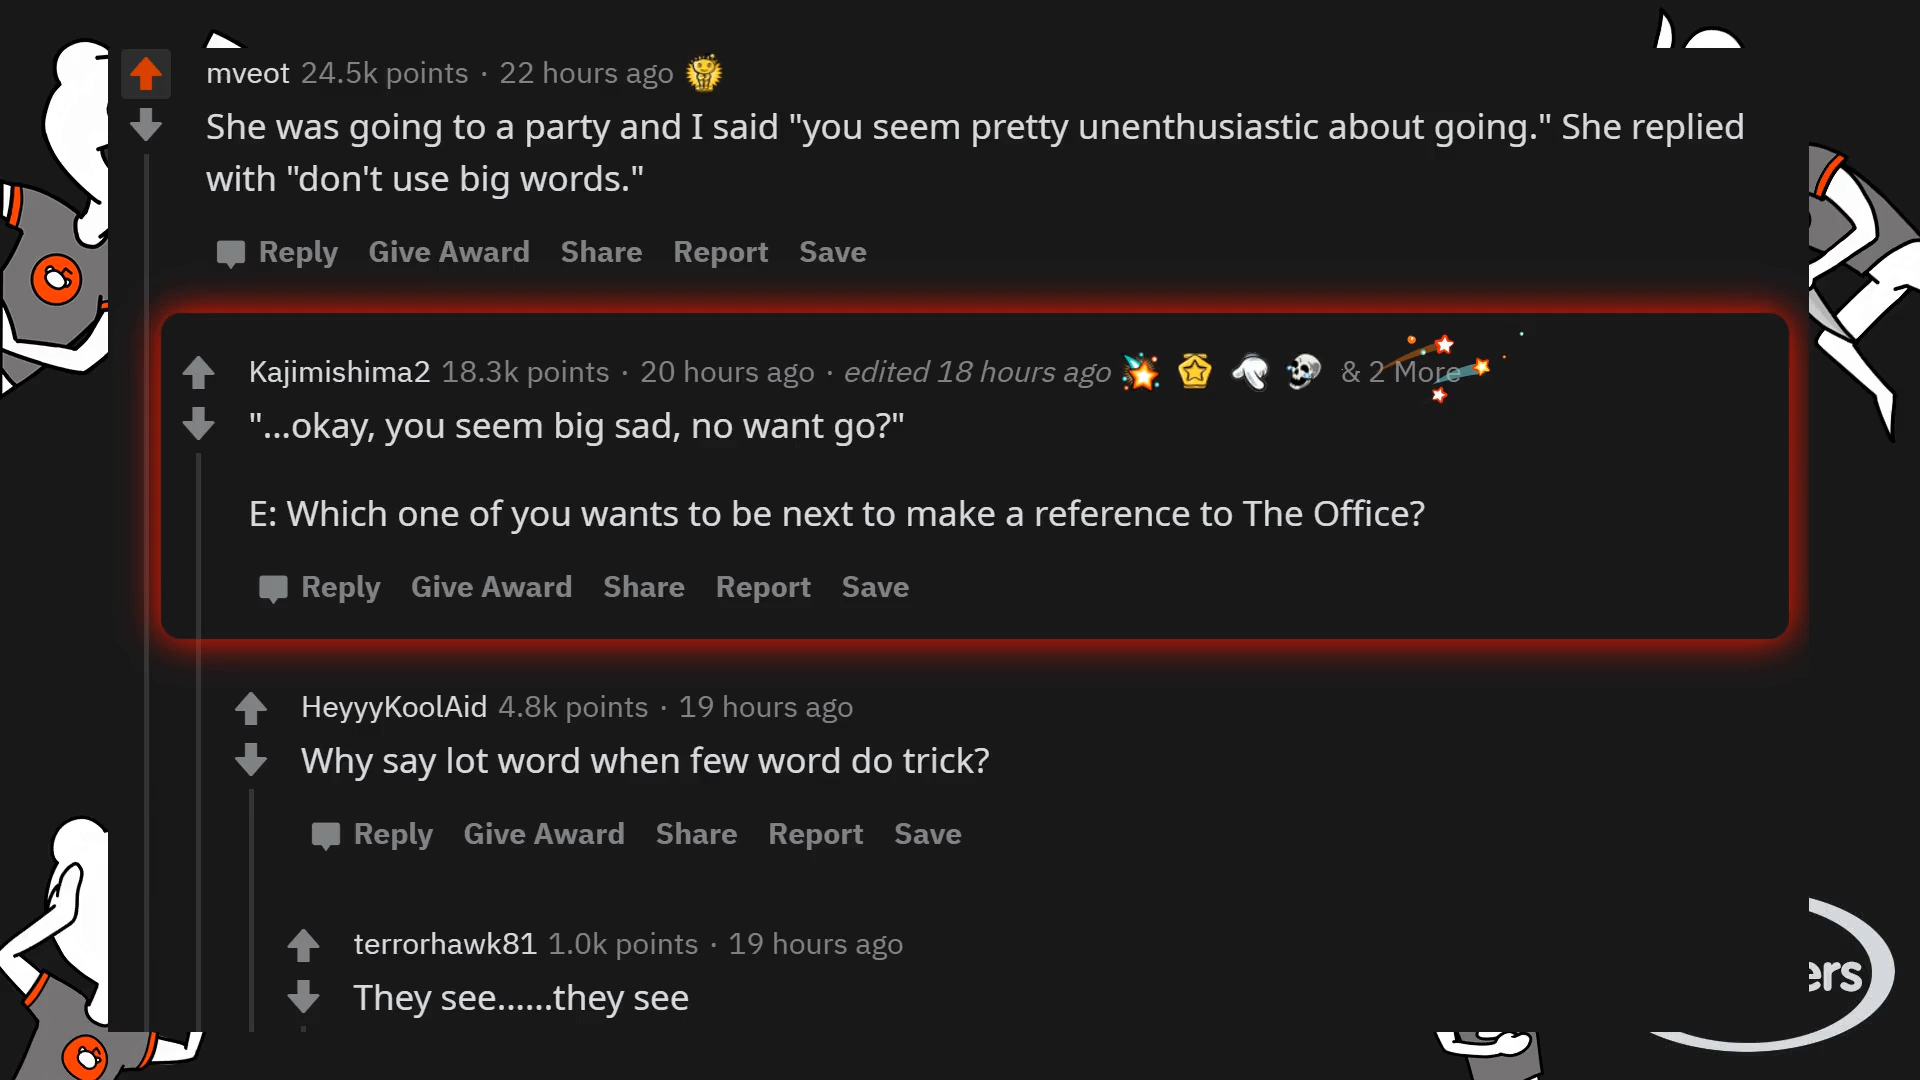 mveot 24.5k points · 22 hours ago
She was going to a party and I said "you seem pretty unenthusiastic about going." She replied
with "don't use big words."
Reply Give Award Share Report Save
Kajimishima2 18.3k points · 20 hours ago · edited 18 hours ago & 2 More
"...okay, you seem big sad, no want go?"
E: Which one of you wants to be next to make a reference to The Office?
Reply Give Award Share Report Save
HeyyyKoolAid 4.8k points · 19 hours ago
Why say lot word when few word do trick?
Reply Give Award Share Report Save
terrorhawk81 1.0k points · 19 hours ago
They see......they see